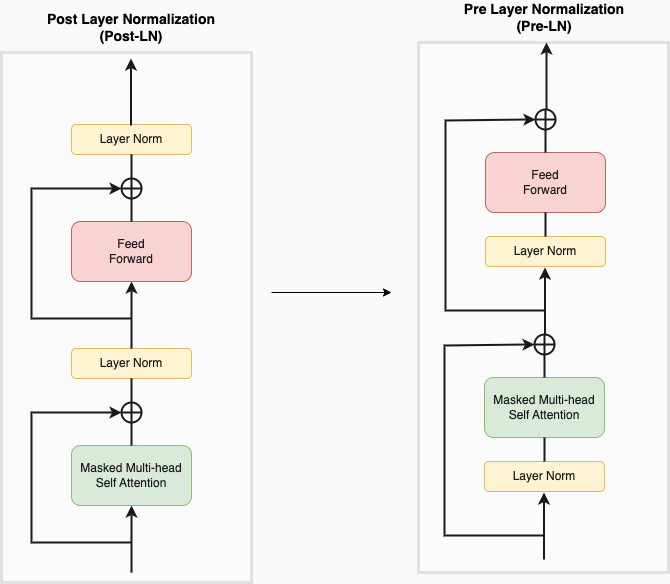 Post Layer Normalization
(Post-LN)
Layer Norm
Feed
Forward
Layer Norm
Masked Multi-head
Self Attention
Pre Layer Normalization
(Pre-LN)
Feed
Forward
Layer Norm
Masked Multi-head
Self Attention
Layer Norm